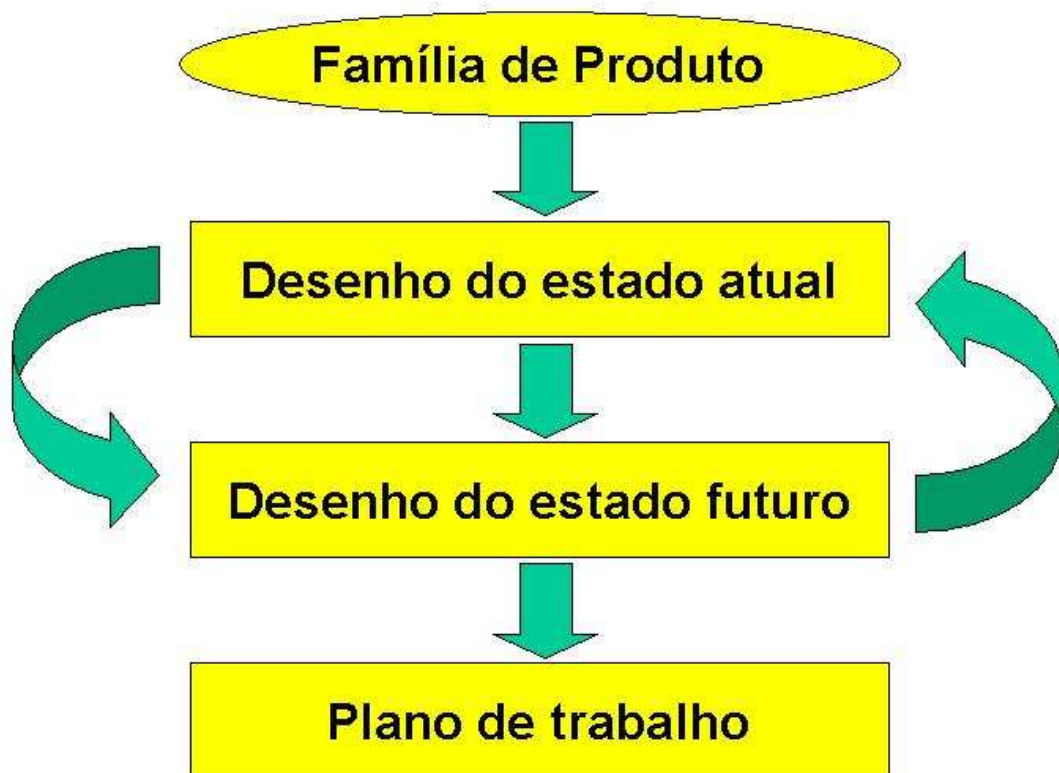 Família de Produto
Desenho do estado atual
Desenho do estado futuro
Plano de trabalho